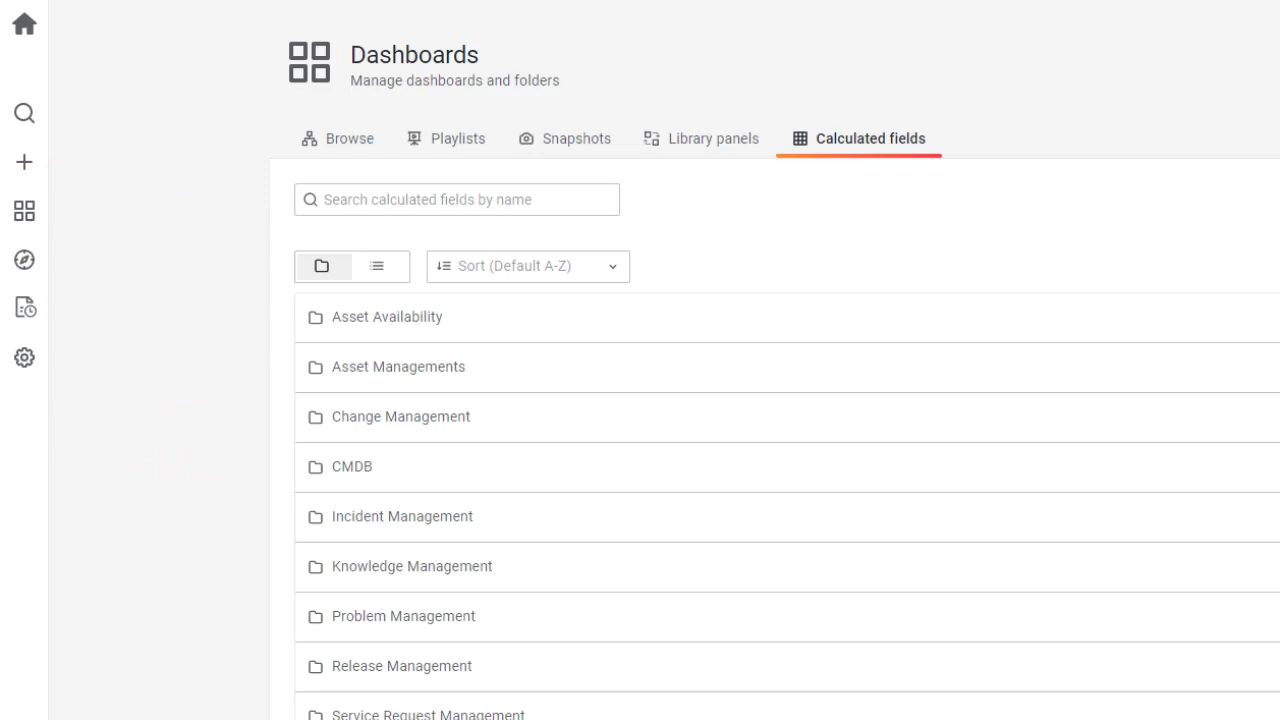 Dashboards
Manage dashboards and folders
Browse Playlists Snapshots Library panels Calculated fields
Search calculated fields by name
Sort (Default A-Z)
Asset Availability
Asset Managements
Change Management
CMDB
Incident Management
Knowledge Management
Problem Management
Release Management
Service Request Management